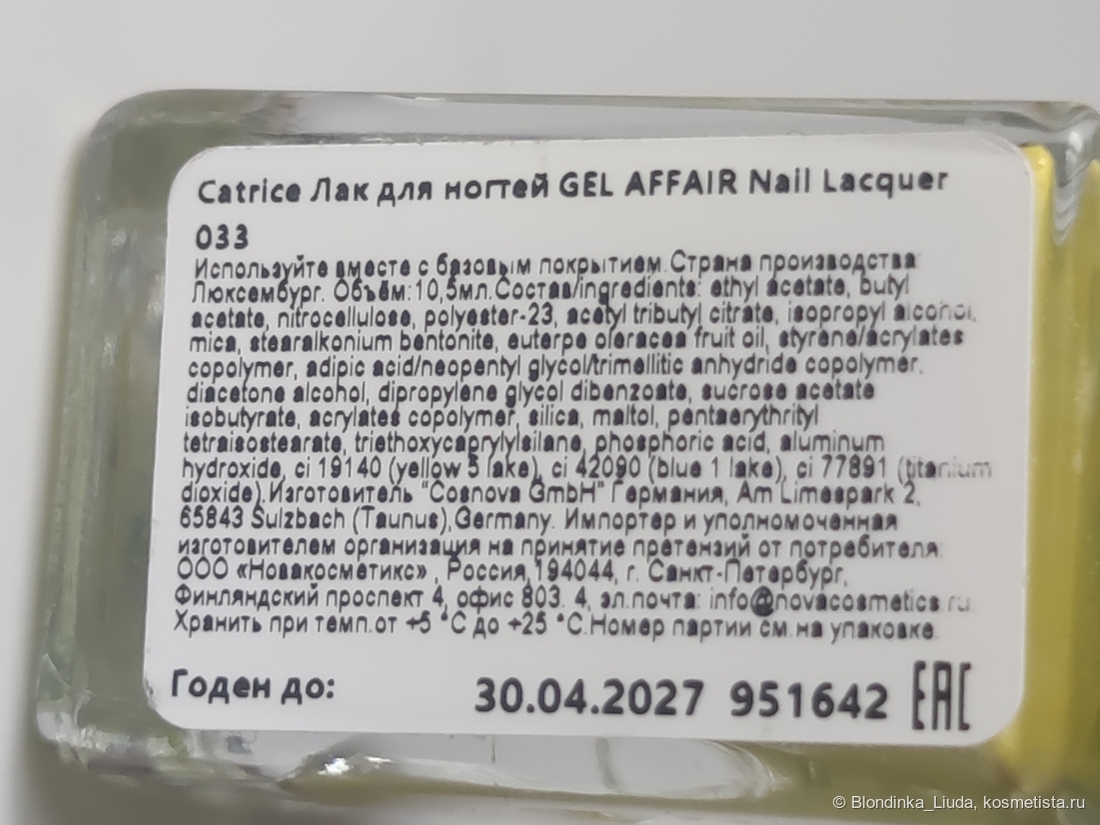 Catrice Лак для ногтей GEL AFFAIR Nail Lacquer
033
Используйте вместе с базовым покрытием.Страна производства:
Люксембург. Объём:10,5мл.Состав/ingredients: ethyl acetate, butyl
acetate, nitrocellulose, polyester-23, acetyl tributyl citrate, isopropyl alcohol,
mica, stearalkonium bentonite, euterpe oleracea fruit oil, styrene/acrylates
copolymer, adipic acid/neopentyl glycol/trimellitic anhydride copolymer,
diacetone alcohol, dipropylene glycol dibenzoate, sucrose acetate
isobutyrate, acrylates copolymer, silica, maltol, pentaerythrityl
tetraisostearate, triethoxycaprylylsilane, phosphoric acid, aluminum
hydroxide, ci 19140 (yellow 5 lake), ci 42090 (blue 1 lake), ci 77891 (titanium
dioxide).Изготовитель "Cosnova GmbH" Германия, Am Limespark 2,
65843 Sulzbach (Taunus),Germany. Импортер и уполномоченная
изготовителем организация на принятие претензий от потребителя:
ООО «Новакосметикс» , Россия,194044, г. Санкт-Петербург,
Финляндский проспект 4, офис 803. 4, эл.почта: info@novacosmetics.ru
Хранить при темп.от +5 °C до +25 °C.Номер партии см.на упаковке.
Годен до: 30.04.2027 951642 EAC
© Blondinka_Liuda, kosmetista.ru